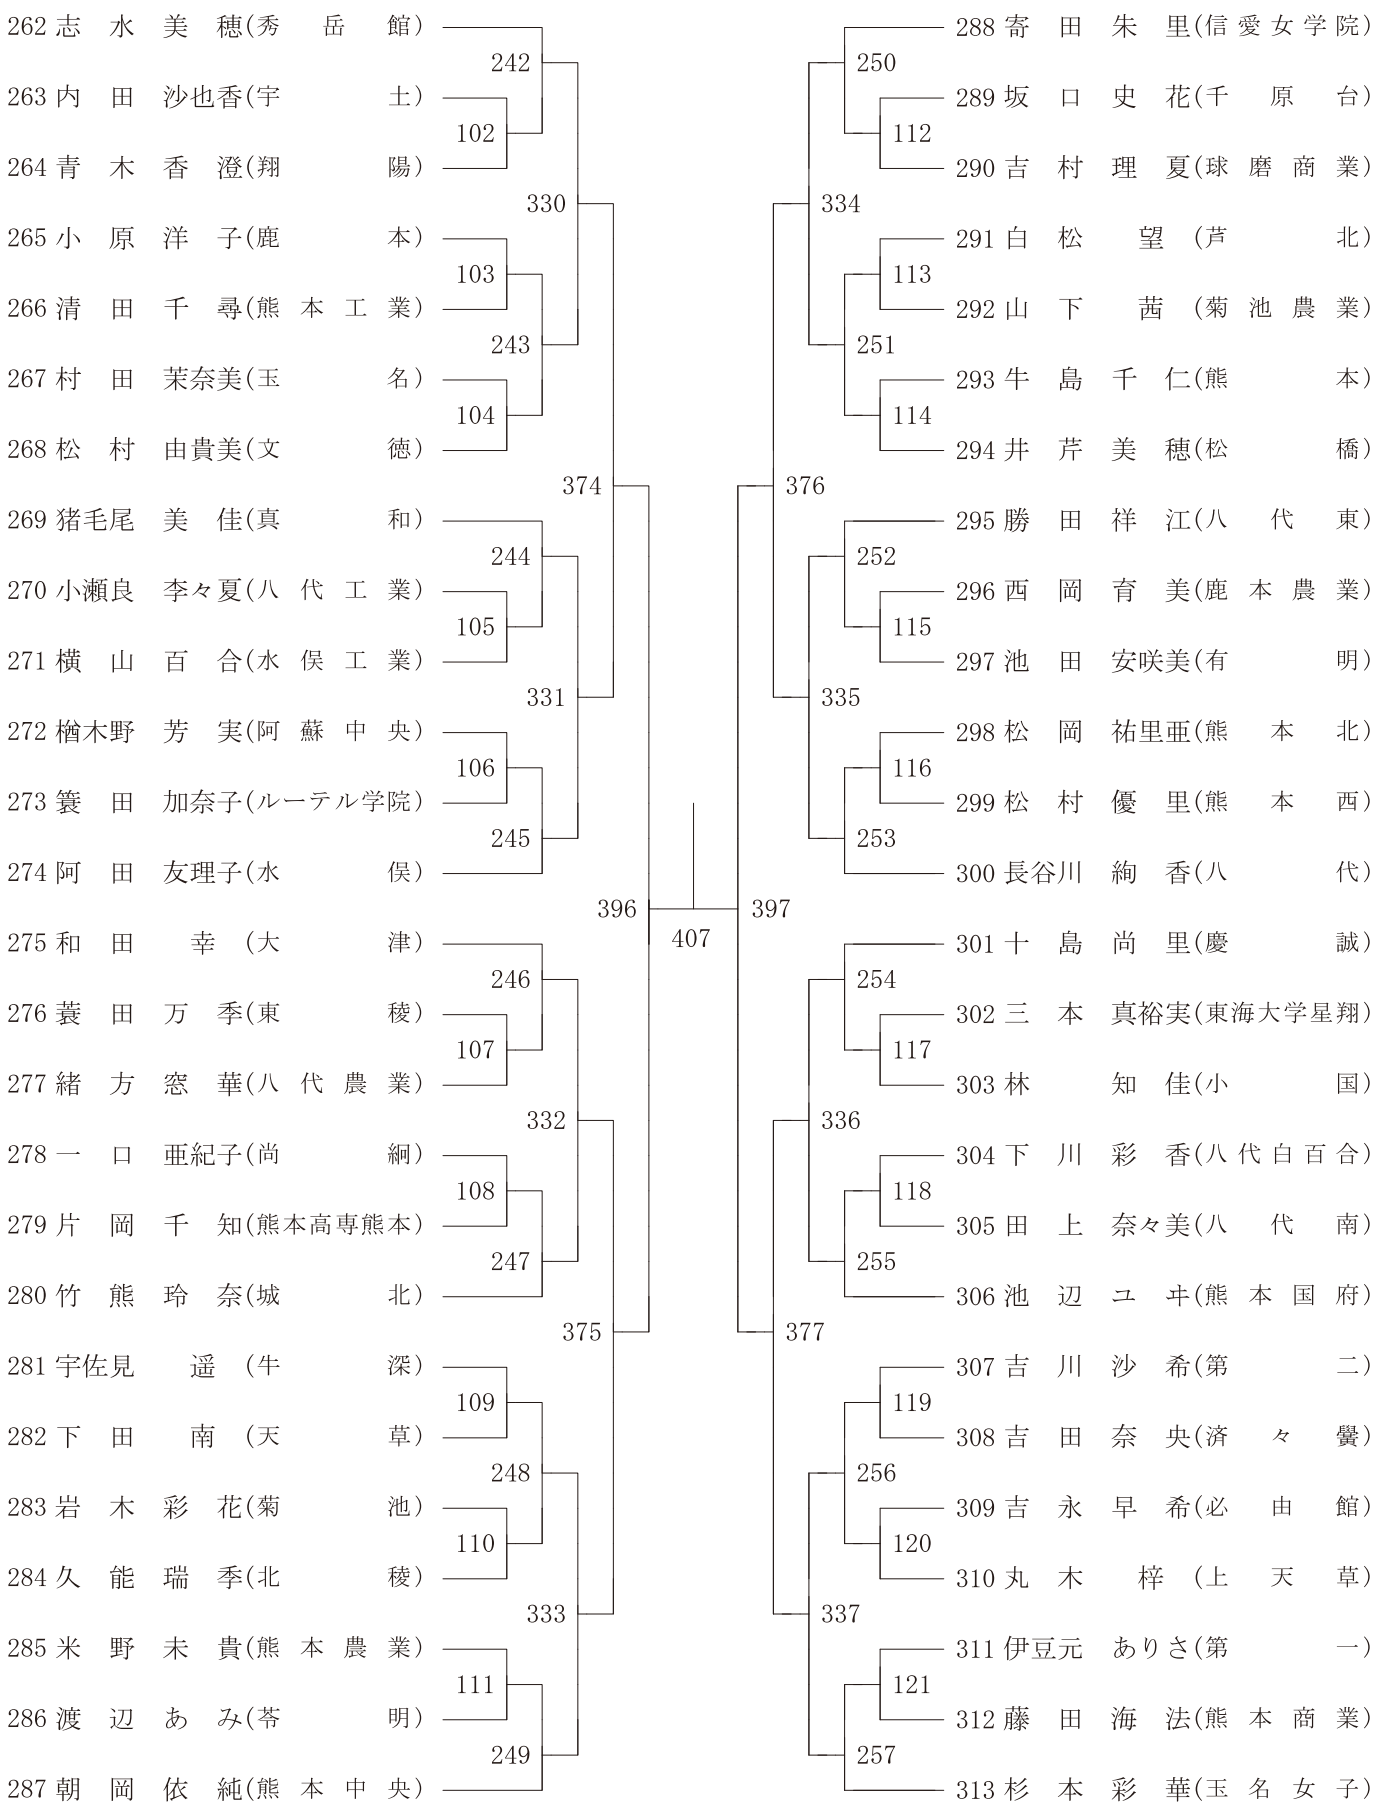 262 志水美穂(秀岳館)
242
263 内田沙也香(宇土)
102
264 青木香澄(翔陽)
330
265 小原洋子(鹿本)
103
266 清田千尋(熊本工業)
243
267 村田茉奈美(玉名)
104
268 松村由貴美(文徳)
374
269 猪毛尾美佳(真和)
244
270 小瀬良李々夏(八代工業)
105
271 横山百合(水俣工業)
331
272 楢木野芳実(阿蘇中央)
106
273 簑田加奈子(ルーテル学院)
245
274 阿田友理子(水俣)
396
275 和田幸(大津)
246
276 蓑田万季(東稜)
107
277 緒方窓華(八代農業)
332
278 一口亜紀子(尚絅)
108
279 片岡千知(熊本高専熊本)
247
280 竹熊玲奈(城北)
375
281 宇佐見遥(牛深)
109
282 下田南(天草)
248
283 岩木彩花(菊池)
110
284 久能瑞季(北稜)
333
285 米野未貴(熊本農業)
111
286 渡辺あみ(苓明)
249
287 朝岡依純(熊本中央)
407
288 寄田朱里(信愛女学院)
250
289 坂口史花(千原台)
112
290 吉村理夏(球磨商業)
334
291 白松望(芦北)
113
292 山下茜(菊池農業)
251
293 牛島千仁(熊本)
114
294 井芹美穂(松橋)
376
295 勝田祥江(八代東)
252
296 西岡育美(鹿本農業)
115
297 池田安咲美(有明)
335
298 松岡祐里亜(熊本北)
116
299 松村優里(熊本西)
253
300 長谷川絢香(八代)
397
301 十島尚里(慶誠)
254
302 三本真裕実(東海大学星翔)
117
303 林知佳(小国)
336
304 下川彩香(八代白百合)
118
305 田上奈々美(八代南)
255
306 池辺ユヰ(熊本国府)
377
307 吉川沙希(第二)
119
308 吉田奈央(済々黌)
256
309 吉永早希(必由館)
120
310 丸木梓(上天草)
337
311 伊豆元ありさ(第一)
121
312 藤田海法(熊本商業)
257
313 杉本彩華(玉名女子)